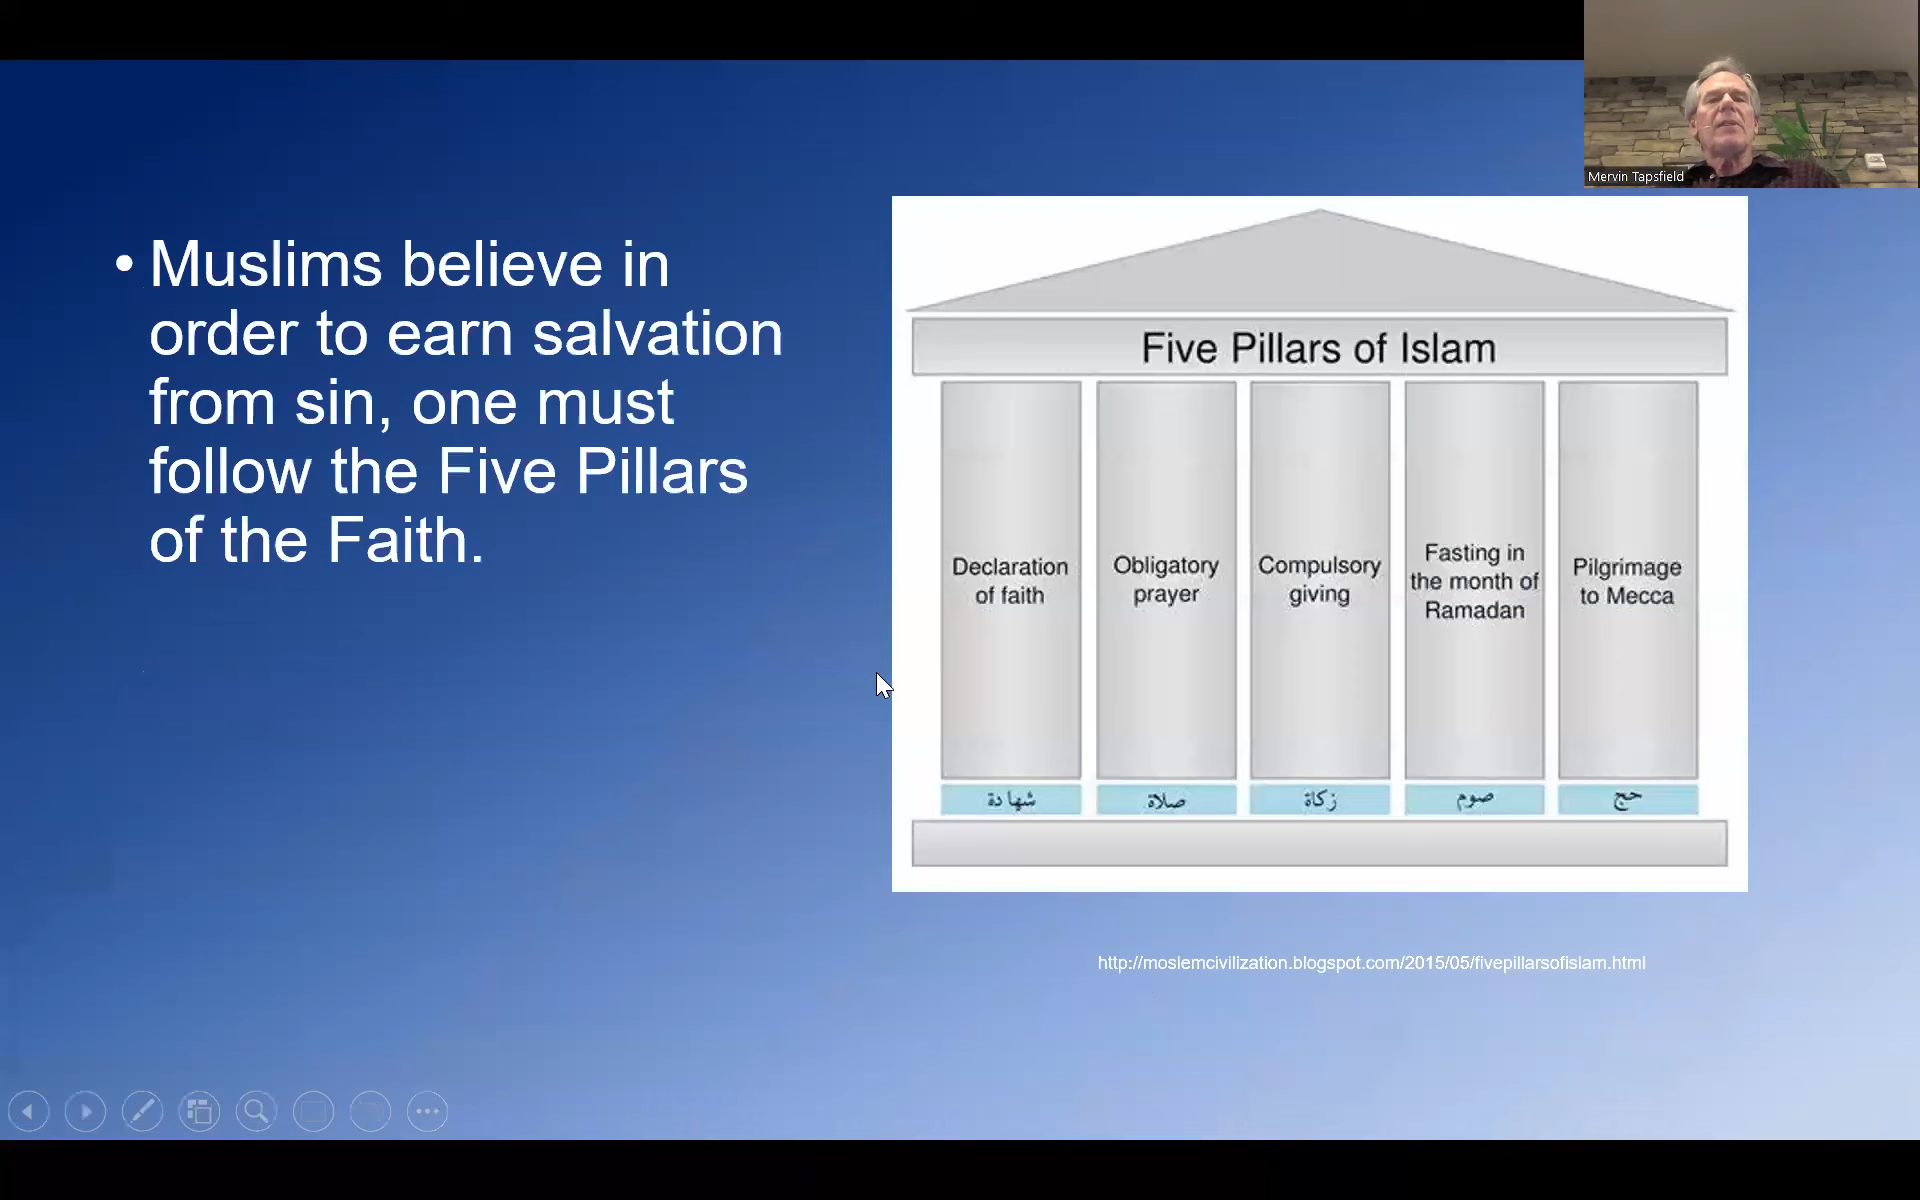 Mervin Tapsfield
• Muslims believe in
order to earn salvation
from sin, one must
follow the Five Pillars
of the Faith.
Five Pillars of Islam
Declaration
of faith
Obligatory
prayer
Compulsory
giving
Fasting in
the month of
Ramadan
Pilgrimage
to Mecca
شهادة
صلاة
زكاة
صوم
حج
http://moslemcivilization.blogspot.com/2015/05/fivepillarsofislam.html